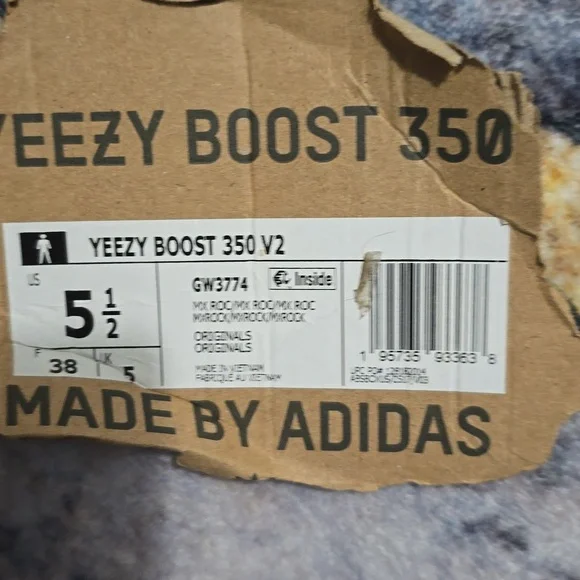 YEEZY BOOST 350
YEEZY BOOST 350 V2
US
5 1/2
F
38
K
5
GW3774
Inside
MX ROC/MX ROC/MX ROC
MXROCK/MXROCK/MXROCK
ORIGINALS
ORIGINALS
MADE IN VIETNAM
FABRIQUÉ AU VIETNAM
1 95735 93363 8
MADE BY ADIDAS